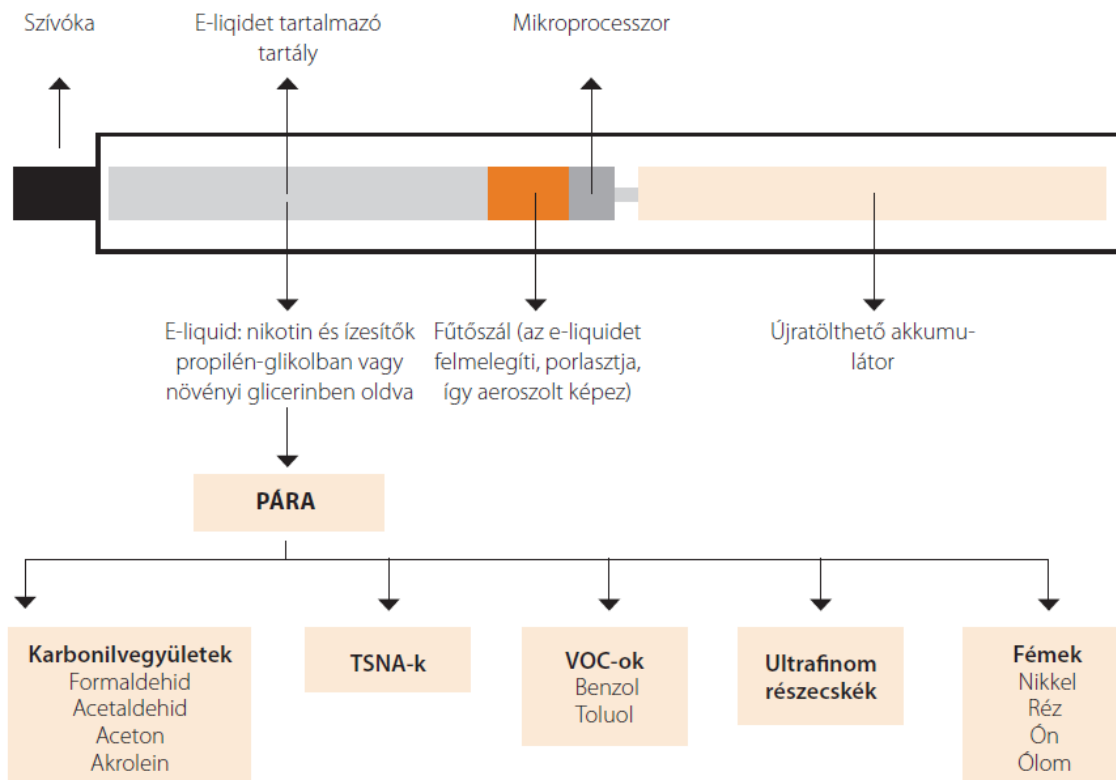 Szívóka
E-liqidet tartalmazó
tartály
Mikroprocesszor
E-liquid: nikotin és ízesítők
propilén-glikolban vagy
növényi glicerinben oldva
Fűtőszál (az e-liquidet
felmelegíti, porlasztja,
így aeroszolt képez)
Újratölthető akkumu-
látor
PÁRA
Karbonilvegyületek
Formaldehid
Acetaldehid
Aceton
Akrolein
TSNA-k
VOC-ok
Benzol
Toluol
Ultrafinom
részecskék
Fémek
Nikkel
Réz
Ón
Ólom